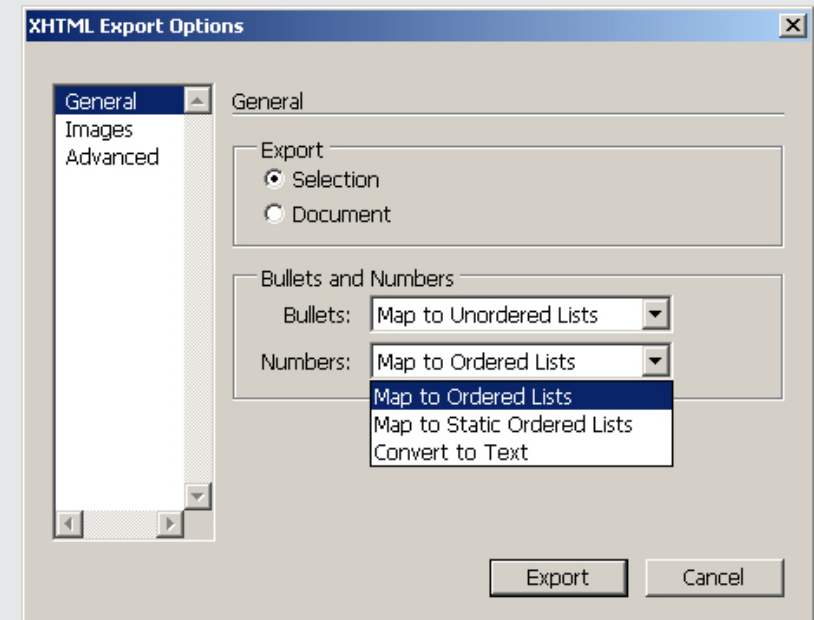 XHTML Export Options
General
Images
Advanced
General
Export
Selection
Document
Bullets and Numbers
Bullets: Map to Unordered Lists
Numbers: Map to Ordered Lists
Map to Ordered Lists
Map to Static Ordered Lists
Convert to Text
Export Cancel